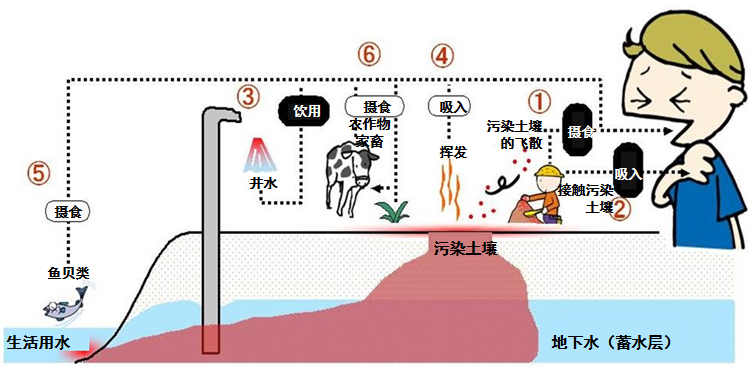 ⑥
④
③
饮用
摄食
农作物
家畜
吸入
①
污染土壤
的飞散
摄食
挥发
井水
⑤
吸入
接触污染
土壤
②
摄食
鱼贝类
污染土壤
生活用水
地下水（蓄水层）